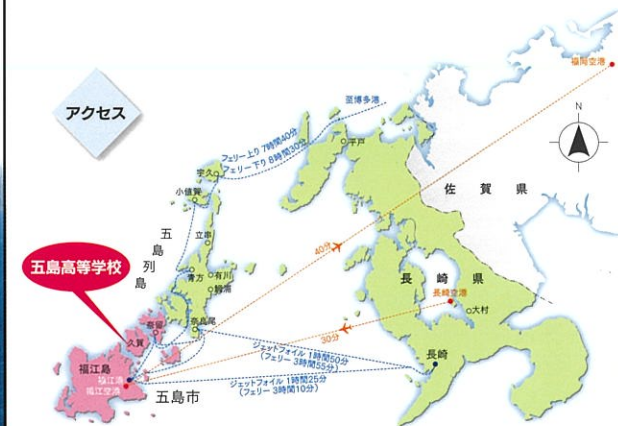 アクセス
福岡空港
至博多港
フェリー上り 7時間40分
フェリー下り 8時間30分
N
平戸
宇久
小値賀
佐賀県
立串
五島列島
五島高等学校
青方
有川
鯛ノ浦
40分
長崎県
長崎空港
大村
奈良尾
奈留
久賀
30分
ジェットフォイル 1時間50分
(フェリー 3時間55分)
長崎
福江島
福江港
福江空港
ジェットフォイル 1時間25分
(フェリー 3時間10分)
五島市